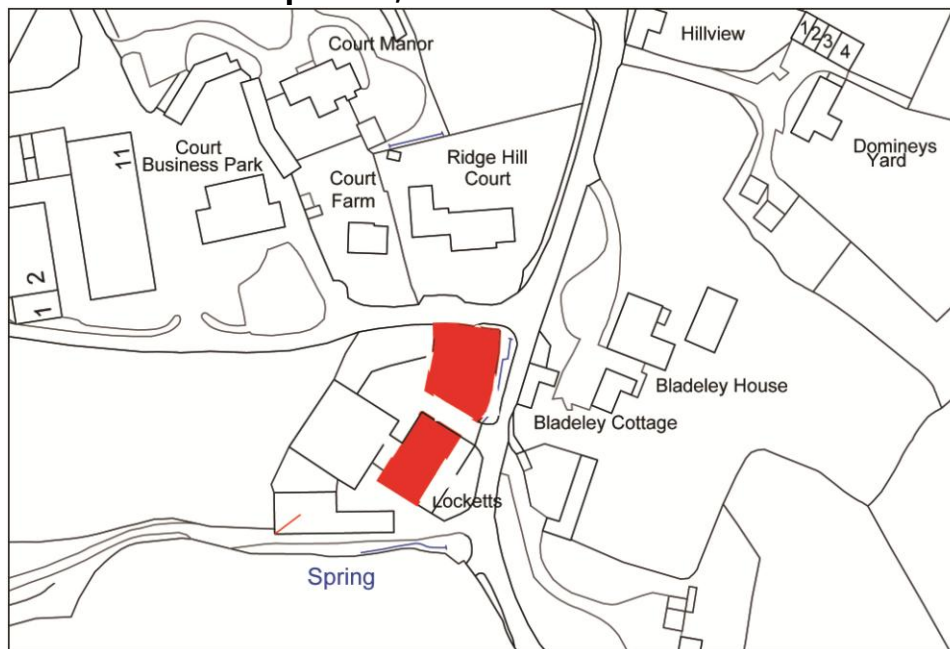 Court Manor
Hillview
1
2
3
4
Court
Business Park
11
Ridge Hill
Court
Domineys
Yard
Court
Farm
2
1
Bladeley House
Bladeley Cottage
Locketts
Spring